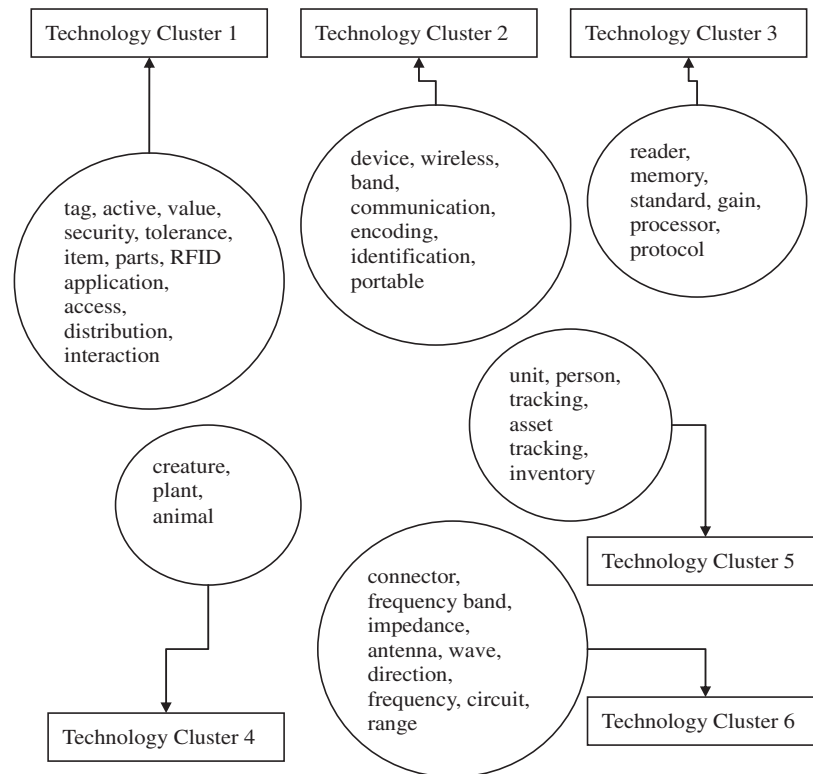 Technology Cluster 1
Technology Cluster 2
Technology Cluster 3
tag, active, value,
security, tolerance,
item, parts, RFID
application,
access,
distribution,
interaction
device, wireless,
band,
communication,
encoding,
identification,
portable
reader,
memory,
standard, gain,
processor,
protocol
creature,
plant,
animal
unit, person,
tracking,
asset
tracking,
inventory
Technology Cluster 5
connector,
frequency band,
impedance,
antenna, wave,
direction,
frequency, circuit,
range
Technology Cluster 4
Technology Cluster 6